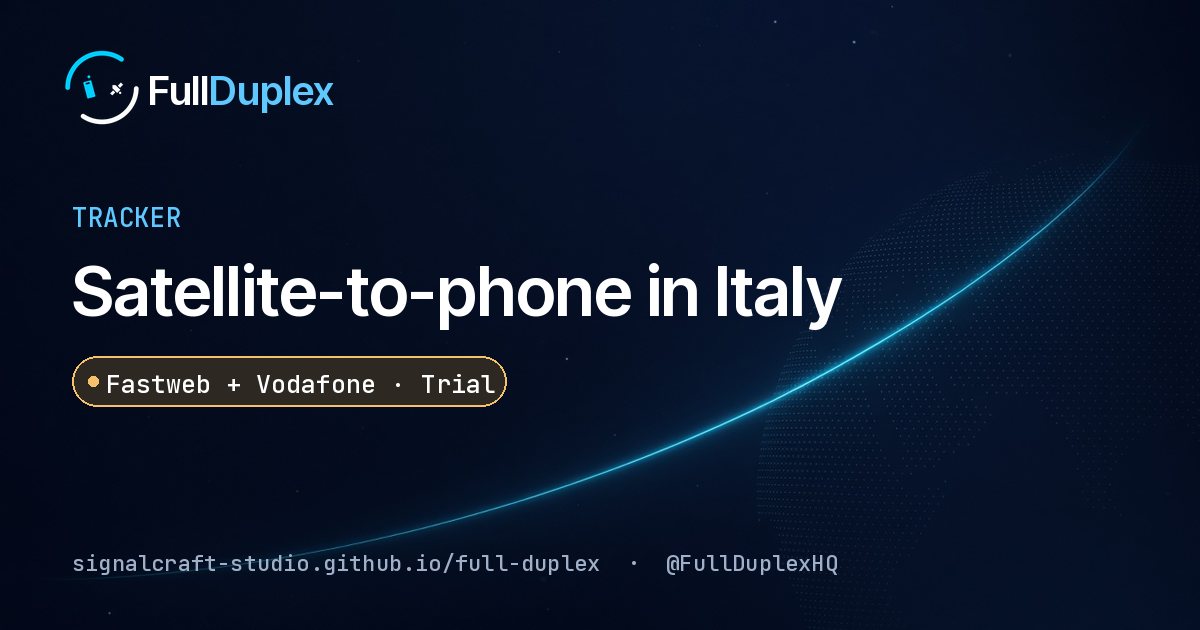 FullDuplex
TRACKER
Satellite-to-phone in Italy
Fastweb + Vodafone · Trial
signalcraft-studio.github.io/full-duplex · @FullDuplexHQ